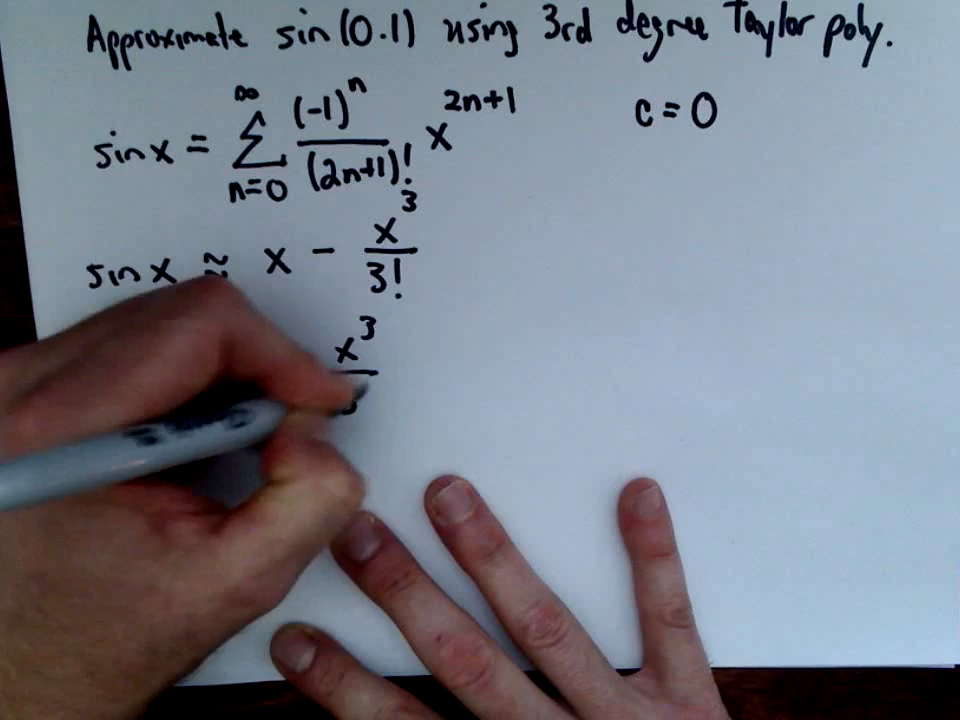 Approximate sin(0.1) using 3rd degree Taylor poly.
sin x = ∑_{n=0}^{∞} (-1)^n / (2n+1)! x^{2n+1} c = 0
sin x ≈ x - x^3 / 3!
x^3